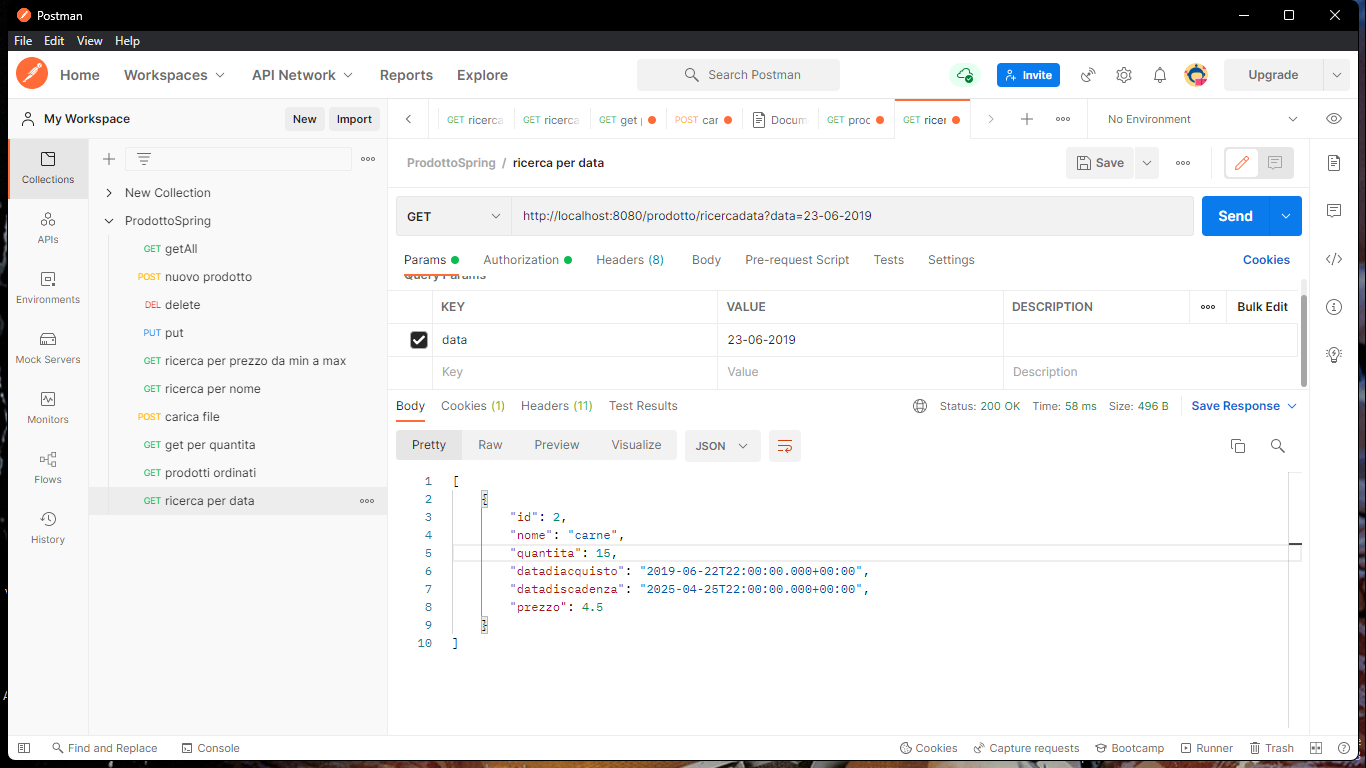 Postman
File Edit View Help
Home Workspaces API Network Reports Explore Search Postman Invite Upgrade
My Workspace New Import GET ricerca GET ricerca GET get p POST car Docum GET prod GET ricer No Environment
Collections
APIs
Environments
Mock Servers
Monitors
Flows
History
New Collection
ProdottoSpring
GET getAll
POST nuovo prodotto
DEL delete
PUT put
GET ricerca per prezzo da min a max
GET ricerca per nome
POST carica file
GET get per quantita
GET prodotti ordinati
GET ricerca per data
ProdottoSpring / ricerca per data Save
GET http://localhost:8080/prodotto/ricercadata?data=23-06-2019 Send
Params Authorization Headers (8) Body Pre-request Script Tests Settings Cookies
Query Params
KEY VALUE DESCRIPTION Bulk Edit
data 23-06-2019
Key Value Description
Body Cookies (1) Headers (11) Test Results Status: 200 OK Time: 58 ms Size: 496 B Save Response
Pretty Raw Preview Visualize JSON
1 [
2 {
3 "id": 2,
4 "nome": "carne",
5 "quantita": 15,
6 "datadiacquisto": "2019-06-22T22:00:00.000+00:00",
7 "datadiscadenza": "2025-04-25T22:00:00.000+00:00",
8 "prezzo": 4.5
9 }
10 ]
Find and Replace Console Cookies Capture requests Bootcamp Runner Trash